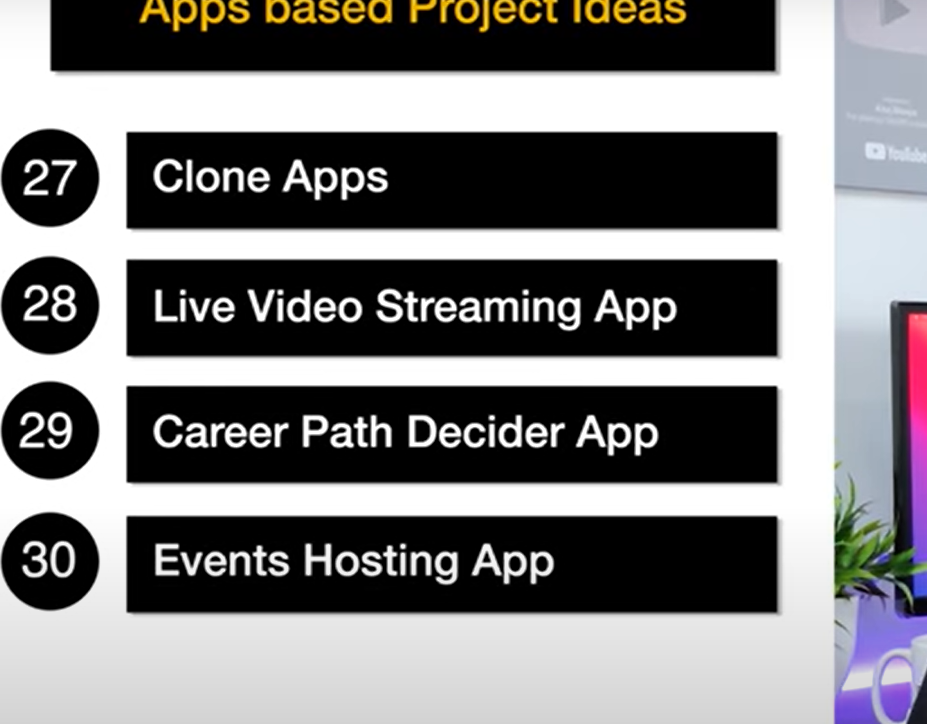 Apps based Project Ideas
27
Clone Apps
28
Live Video Streaming App
29
Career Path Decider App
30
Events Hosting App
YouTube